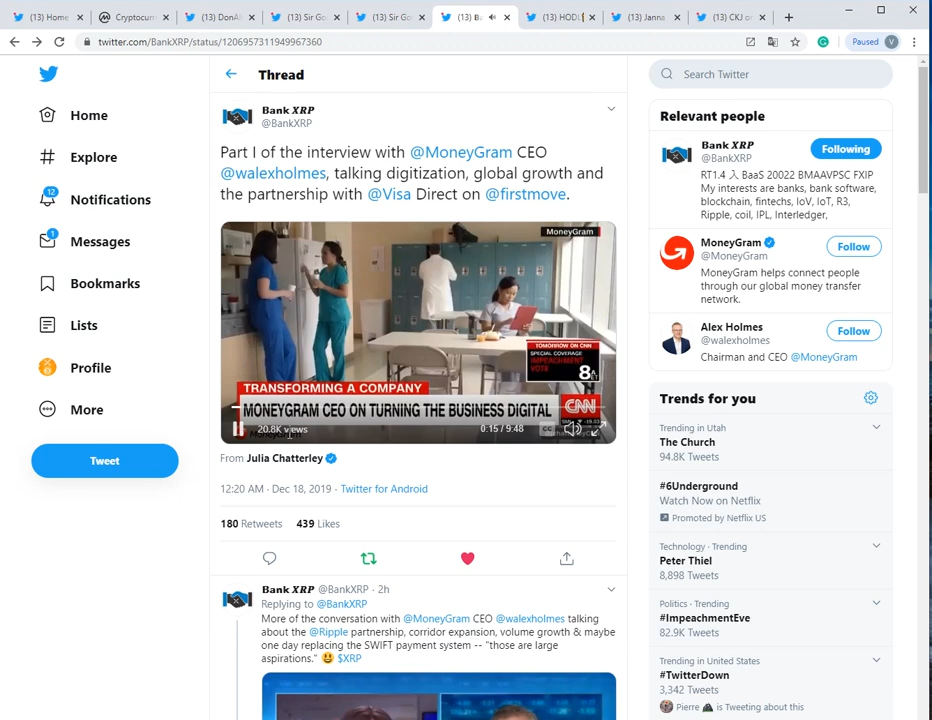 (13) Home
Cryptocurr
(13) DonAl
(13) Sir Go
(13) Sir Go
(13) Ba
(13) HODL
(13) Janna
(13) CKJ o
twitter.com/BankXRP/status/1206957311949967360
Paused
V
Home
Explore
12
Notifications
1
Messages
Bookmarks
Lists
Profile
More
Tweet
Thread
Bank XRP
@BankXRP
Part I of the interview with @MoneyGram CEO
@walexholmes, talking digitization, global growth and
the partnership with @Visa Direct on @firstmove.
MoneyGram
TOMORROW ON CNN
SPECIAL COVERAGE
IMPEACHMENT
VOTE
8A
ET
TRANSFORMING A COMPANY
MONEYGRAM CEO ON TURNING THE BUSINESS DIGITAL
CNN
20.8K views
0:15 / 9:48
CC
From Julia Chatterley
12:20 AM · Dec 18, 2019 · Twitter for Android
180 Retweets 439 Likes
Bank XRP @BankXRP · 2h
Replying to @BankXRP
More of the conversation with @MoneyGram CEO @walexholmes talking
about the @Ripple partnership, corridor expansion, volume growth & maybe
one day replacing the SWIFT payment system -- "those are large
aspirations." 😃 $XRP
Search Twitter
Relevant people
Bank XRP
@BankXRP
Following
RT1.4 入 BaaS 20022 BMAAVPSC FXIP
My interests are banks, bank software,
blockchain, fintechs, IoV, IoT, R3,
Ripple, coil, IPL, Interledger,
MoneyGram
@MoneyGram
Follow
MoneyGram helps connect people
through our global money transfer
network.
Alex Holmes
@walexholmes
Follow
Chairman and CEO @MoneyGram
Trends for you
Trending in Utah
The Church
94.8K Tweets
#6Underground
Watch Now on Netflix
Promoted by Netflix US
Technology · Trending
Peter Thiel
8,898 Tweets
Politics · Trending
#ImpeachmentEve
82.9K Tweets
Trending in United States
#TwitterDown
3,342 Tweets
Pierre is Tweeting about this